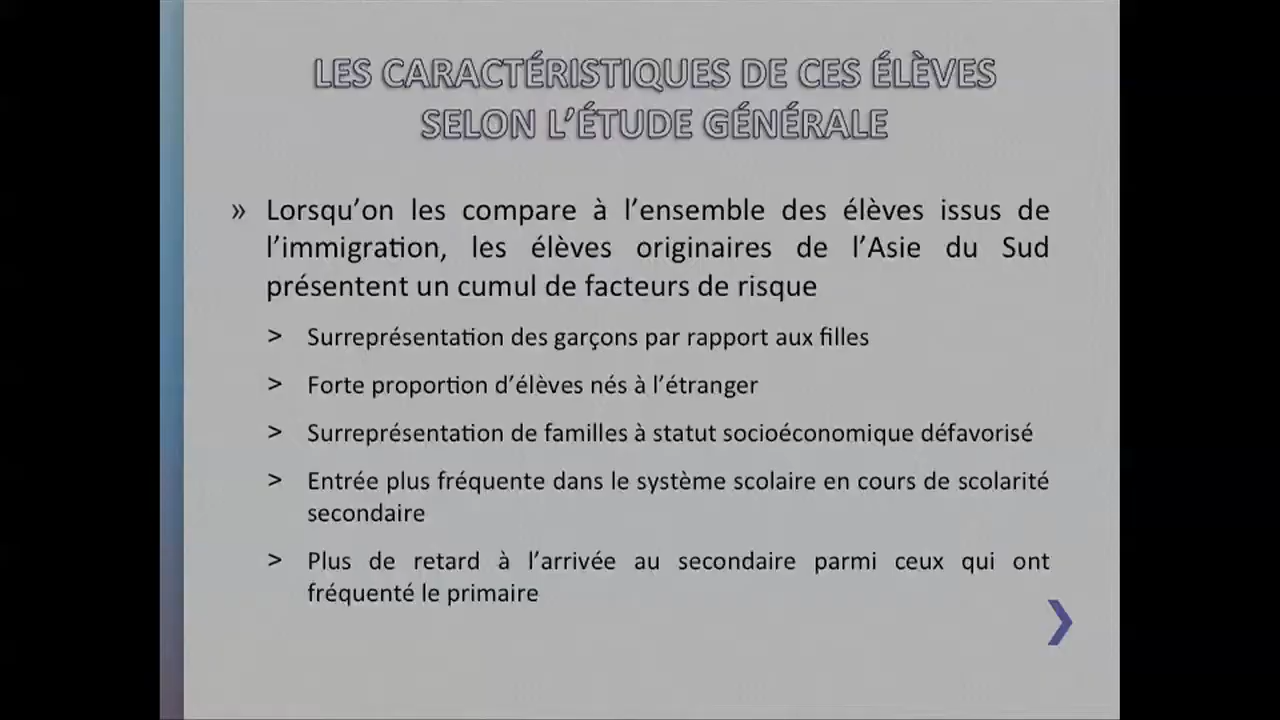 LES CARACTÉRISTIQUES DE CES ÉLÈVES
SELON L’ÉTUDE GÉNÉRALE
» Lorsqu’on les compare à l’ensemble des élèves issus de
l’immigration, les élèves originaires de l’Asie du Sud
présentent un cumul de facteurs de risque
> Surreprésentation des garçons par rapport aux filles
> Forte proportion d’élèves nés à l’étranger
> Surreprésentation de familles à statut socioéconomique défavorisé
> Entrée plus fréquente dans le système scolaire en cours de scolarité
secondaire
> Plus de retard à l’arrivée au secondaire parmi ceux qui ont
fréquenté le primaire